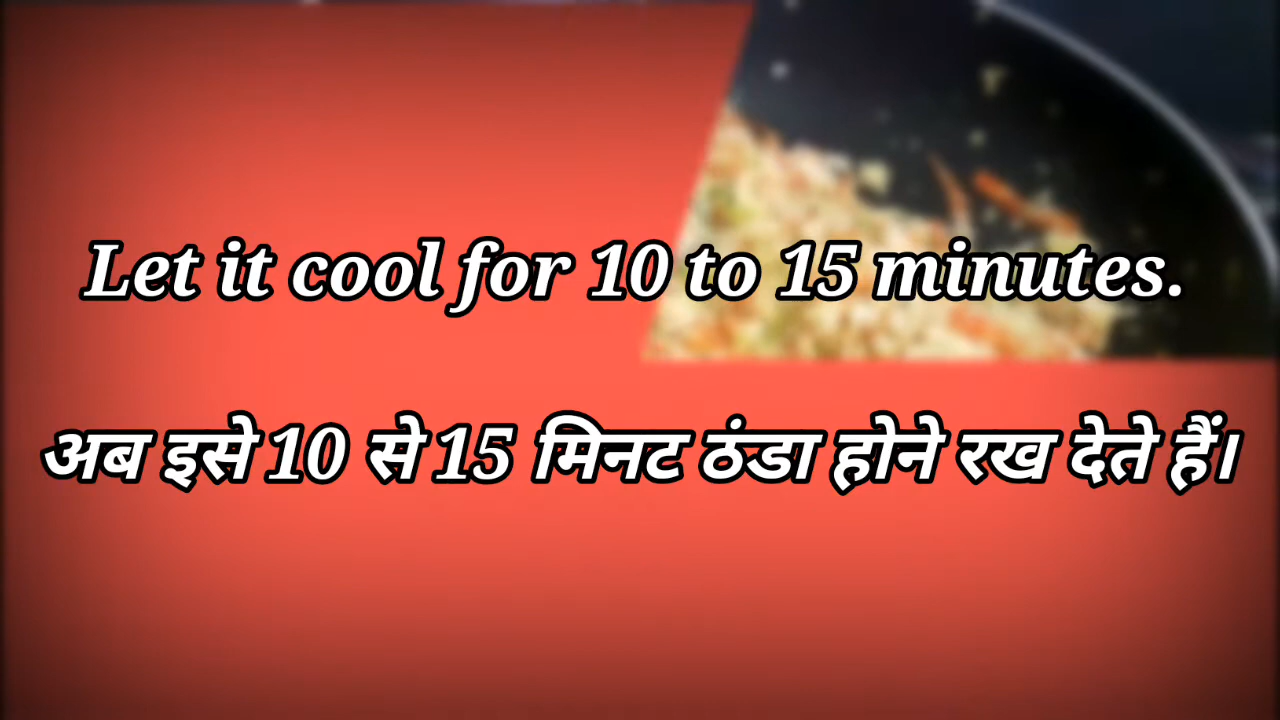 Let it cool for 10 to 15 minutes.
अब इसे 10 से 15 मिनट ठंडा होने रख देते हैं।